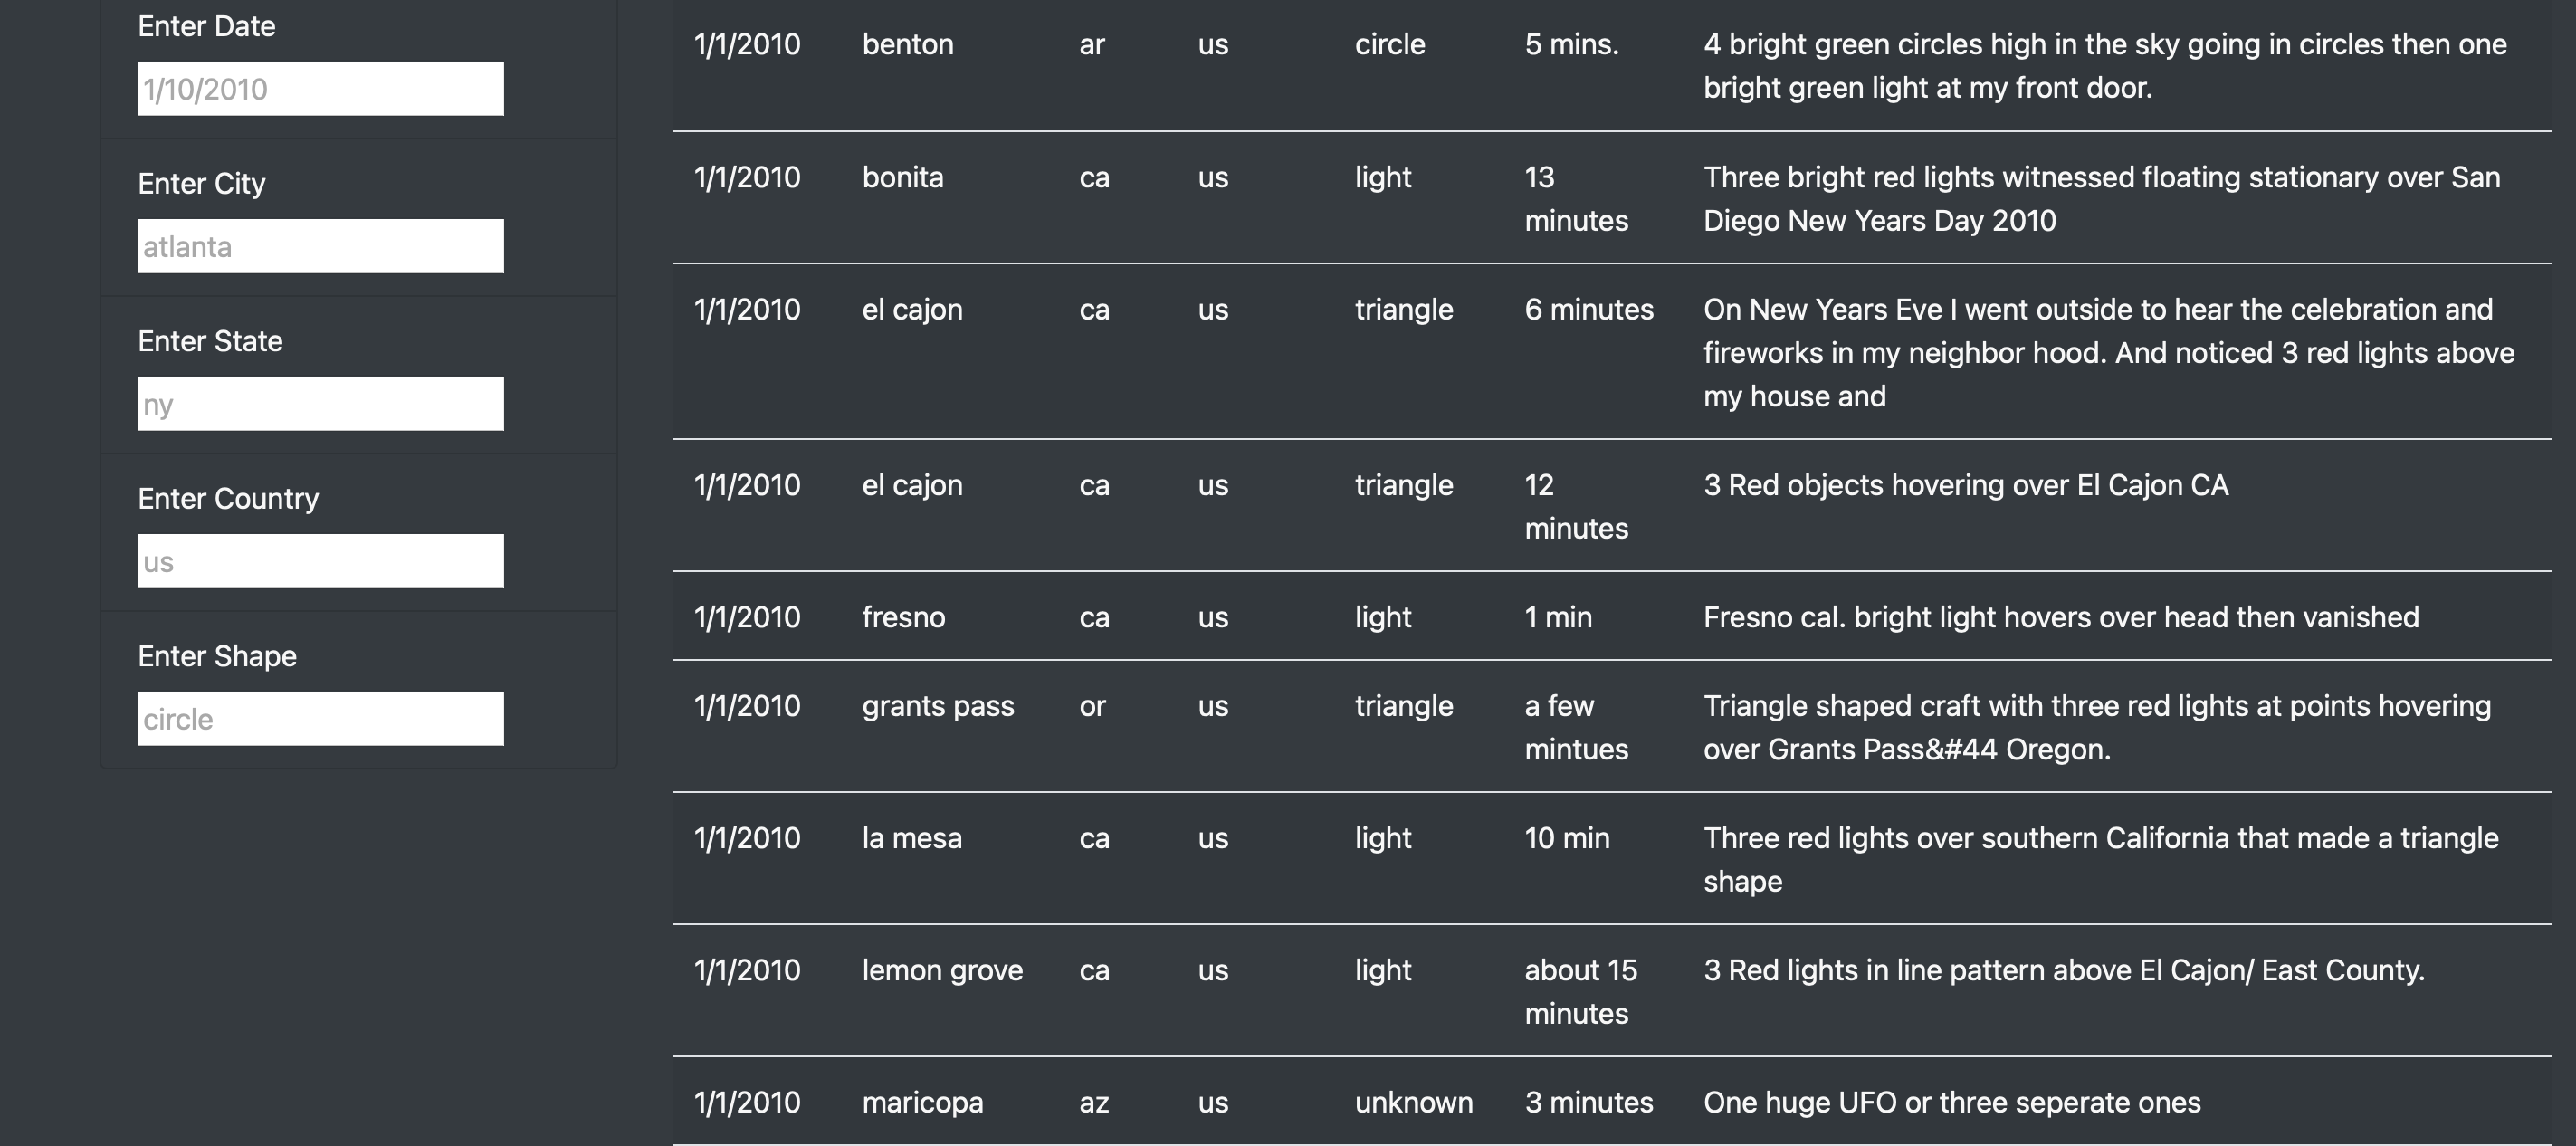 Enter Date
1/10/2010
Enter City
atlanta
Enter State
ny
Enter Country
us
Enter Shape
circle
1/1/2010 benton ar us circle 5 mins. 4 bright green circles high in the sky going in circles then one
bright green light at my front door.
1/1/2010 bonita ca us light 13 Three bright red lights witnessed floating stationary over San
minutes Diego New Years Day 2010
1/1/2010 el cajon ca us triangle 6 minutes On New Years Eve I went outside to hear the celebration and
fireworks in my neighbor hood. And noticed 3 red lights above
my house and
1/1/2010 el cajon ca us triangle 12 3 Red objects hovering over El Cajon CA
minutes
1/1/2010 fresno ca us light 1 min Fresno cal. bright light hovers over head then vanished
1/1/2010 grants pass or us triangle a few Triangle shaped craft with three red lights at points hovering
mintues over Grants Pass&#44 Oregon.
1/1/2010 la mesa ca us light 10 min Three red lights over southern California that made a triangle
shape
1/1/2010 lemon grove ca us light about 15 3 Red lights in line pattern above El Cajon/ East County.
minutes
1/1/2010 maricopa az us unknown 3 minutes One huge UFO or three seperate ones